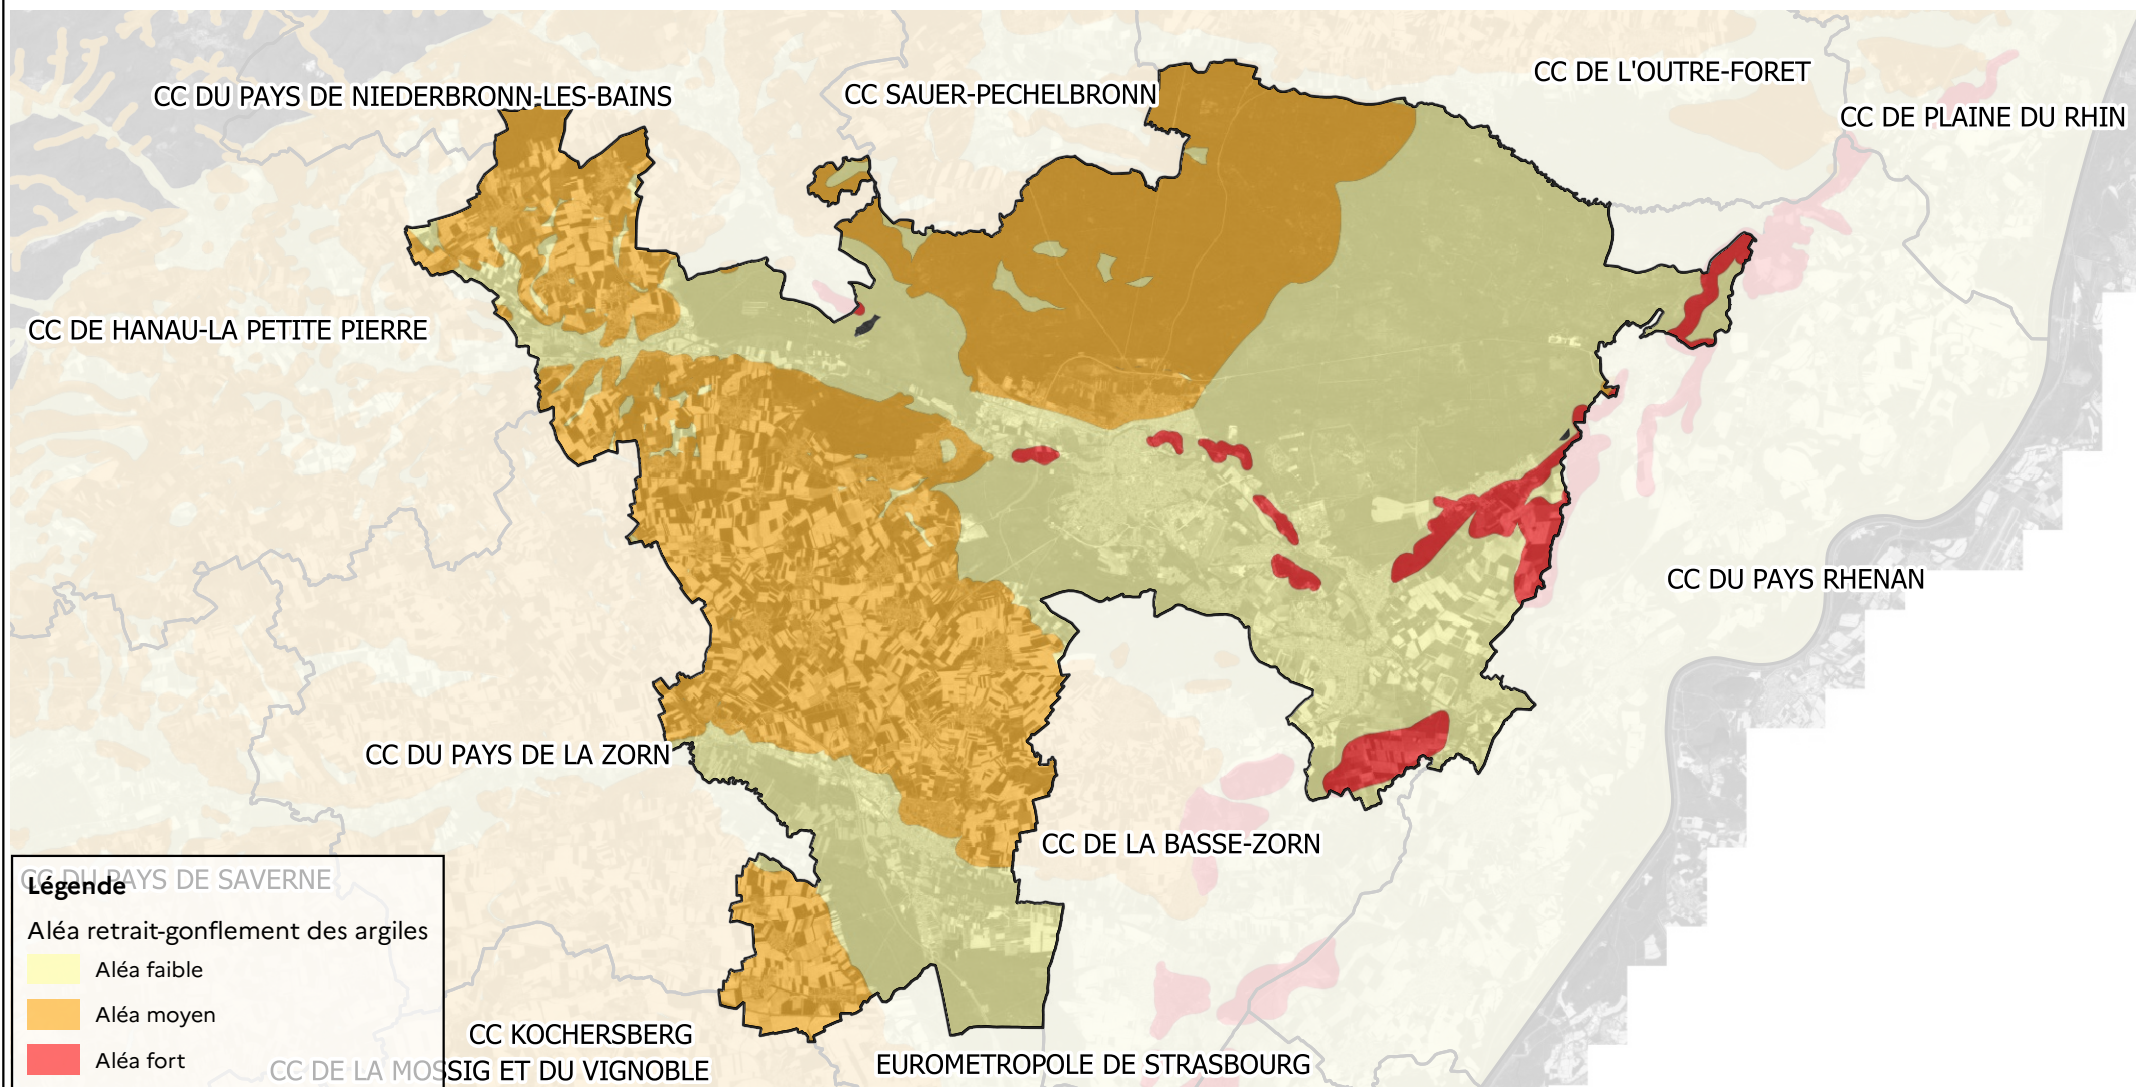 CC DE L'OUTRE-FORET
CC DU PAYS DE NIEDERBRONN-LES-BAINS
CC SAUER-PECHELBRONN
CC DE PLAINE DU RHIN
CC DE HANAU-LA PETITE PIERRE
CC DU PAYS RHENAN
CC DU PAYS DE LA ZORN
CC DE LA BASSE-ZORN
CC DU PAYS DE SAVERNE
Légende
Aléa retrait-gonflement des argiles
Aléa faible
Aléa moyen
Aléa fort
CC KOCHERSBERG
CC DE LA MOSSIG ET DU VIGNOBLE
EUROMETROPOLE DE STRASBOURG